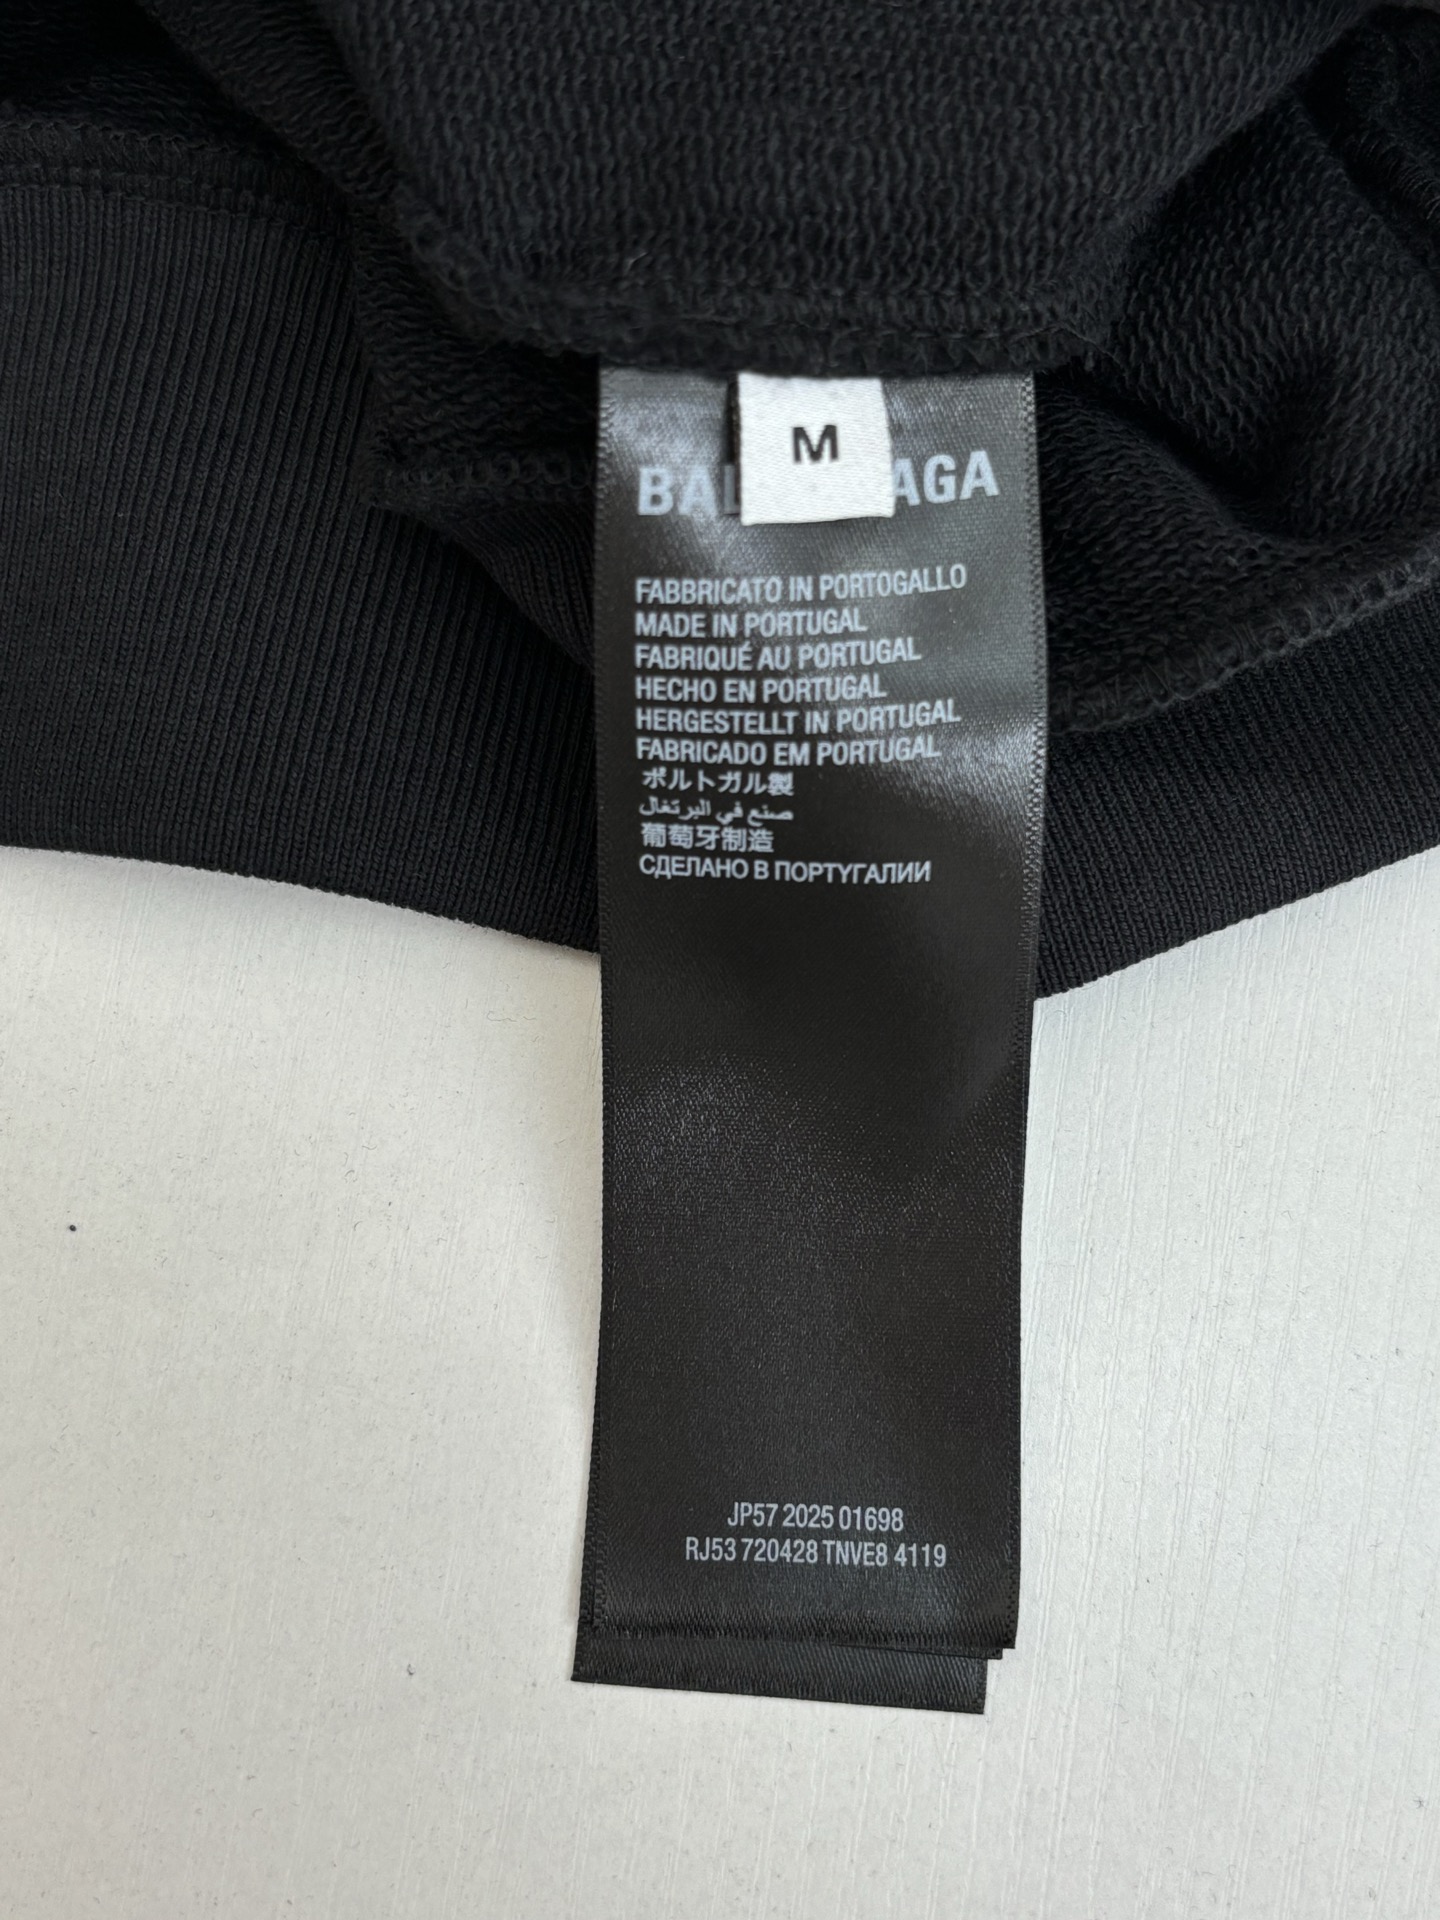 M
BAL AGA
FABBRICATO IN PORTOGALLO
MADE IN PORTUGAL
FABRIQUÉ AU PORTUGAL
HECHO EN PORTUGAL
HERGESTELLT IN PORTUGAL
FABRICADO EM PORTUGAL
ポルトガル製
صنع في البرتغال
葡萄牙制造
СДЕЛАНО В ПОРТУГАЛИИ
JP57 2025 01698
RJ53 720428 TNVE8 4119